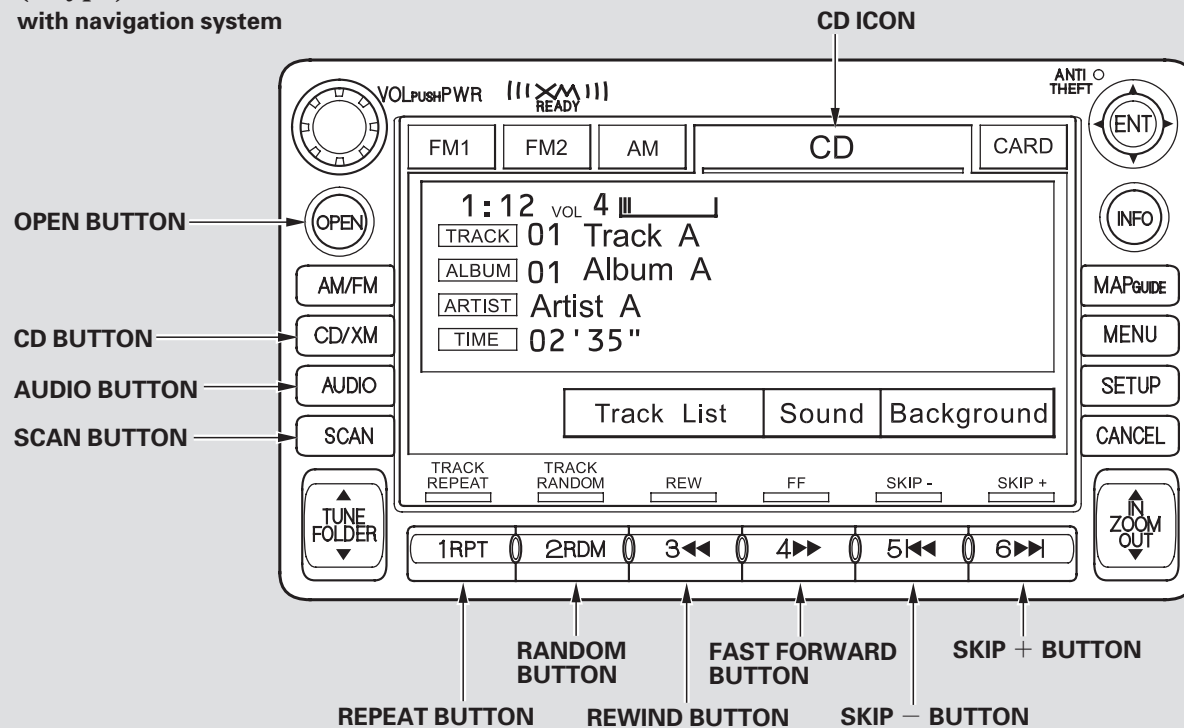 with navigation system
CD ICON
VOL PUSH PWR
XM READY
ANTI THEFT
ENT
FM1 FM2 AM CD CARD
OPEN BUTTON
OPEN
INFO
1:12 VOL 4
TRACK 01 Track A
ALBUM 01 Album A
ARTIST Artist A
TIME 02'35"
AM/FM
MAP GUIDE
CD BUTTON
CD/XM
MENU
AUDIO BUTTON
AUDIO
SETUP
SCAN BUTTON
SCAN
Track List Sound Background
CANCEL
TRACK REPEAT
TRACK RANDOM
REW
FF
SKIP -
SKIP +
▲
TUNE
FOLDER
▼
1RPT 2RDM 3◀◀ 4▶▶ 5|◀◀ 6▶▶|
▲
IN
ZOOM
OUT
▼
RANDOM
BUTTON
FAST FORWARD
BUTTON
SKIP + BUTTON
REPEAT BUTTON
REWIND BUTTON
SKIP − BUTTON